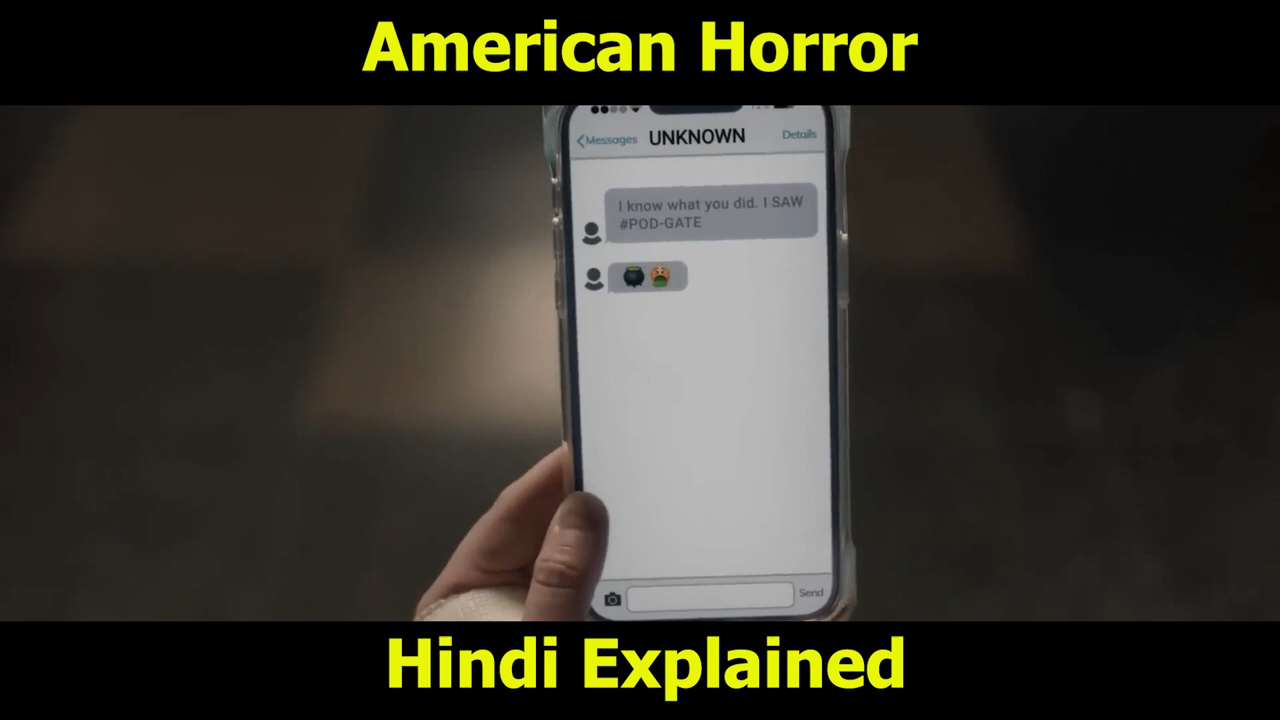 American Horror
Messages UNKNOWN Details
I know what you did. I SAW
#POD-GATE
Send
Hindi Explained